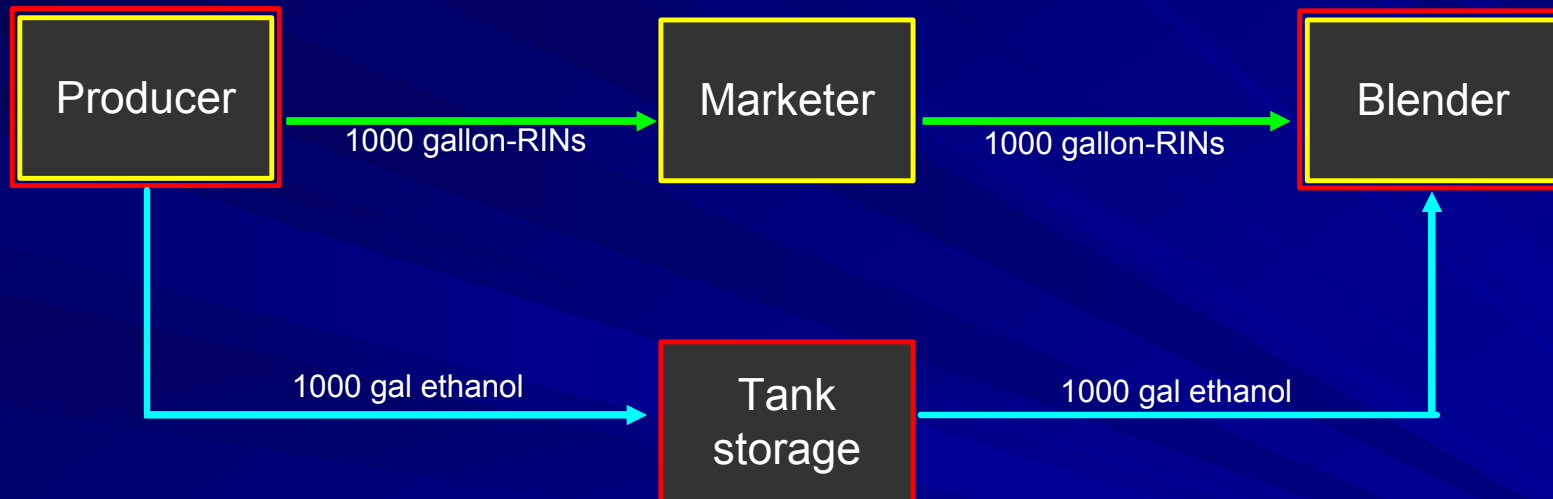 Producer
1000 gallon-RINs
Marketer
1000 gallon-RINs
Blender
1000 gal ethanol
Tank
storage
1000 gal ethanol